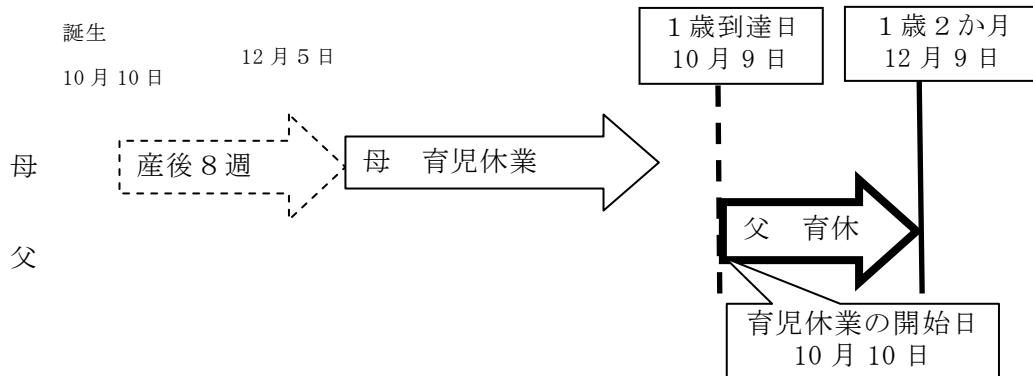 誕生
10月10日
12月5日
1歳到達日
10月9日
1歳2か月
12月9日
母
産後8週
母　育児休業
父
父　育休
育児休業の開始日
10月10日